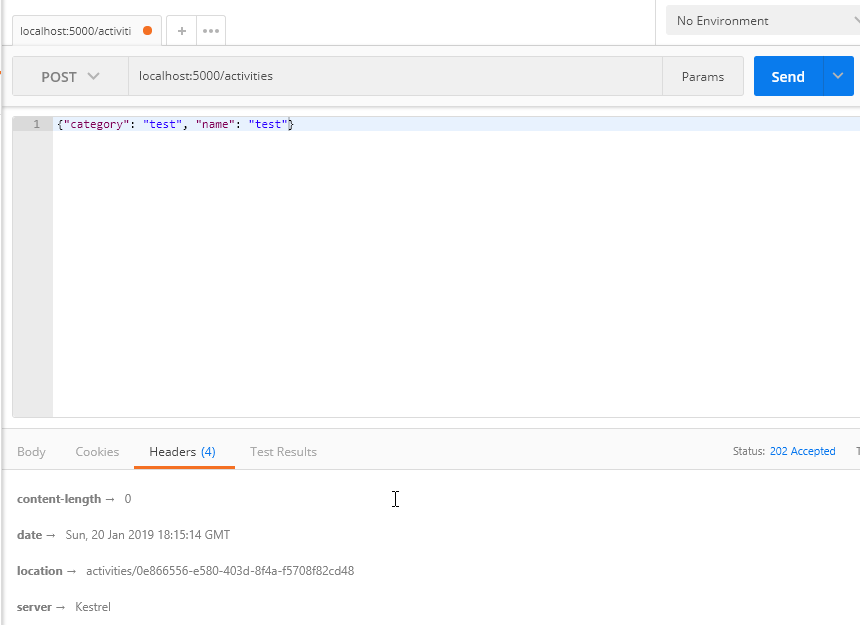 localhost:5000/activiti
No Environment
POST localhost:5000/activities Params Send
1 {"category": "test", "name": "test"}
Body Cookies Headers (4) Test Results Status: 202 Accepted T
content-length → 0
date → Sun, 20 Jan 2019 18:15:14 GMT
location → activities/0e866556-e580-403d-8f4a-f5708f82cd48
server → Kestrel